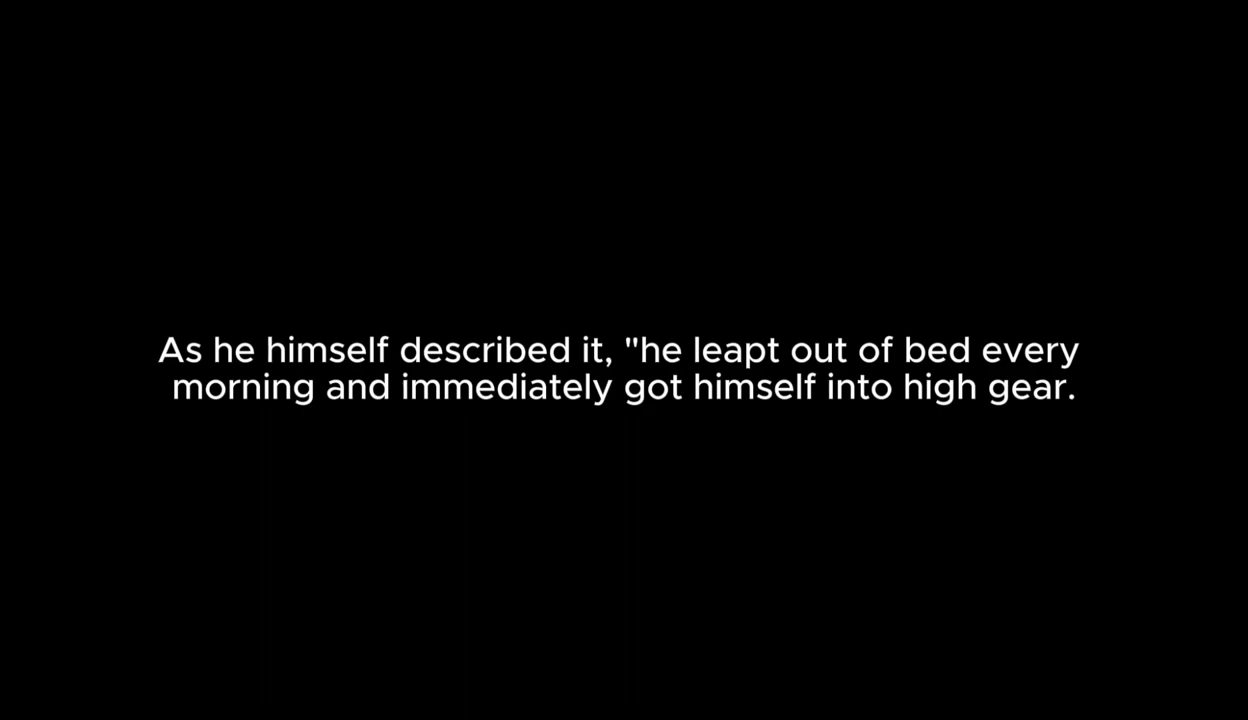 As he himself described it, "he leapt out of bed every
morning and immediately got himself into high gear.